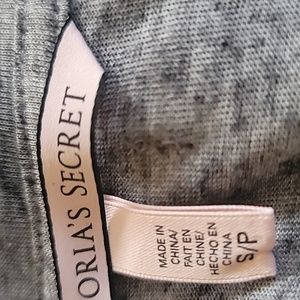 ORIA'S SECRET
MADE IN
CHINA/
FAIT EN
CHINE/
HECHO EN
CHINA
S/P